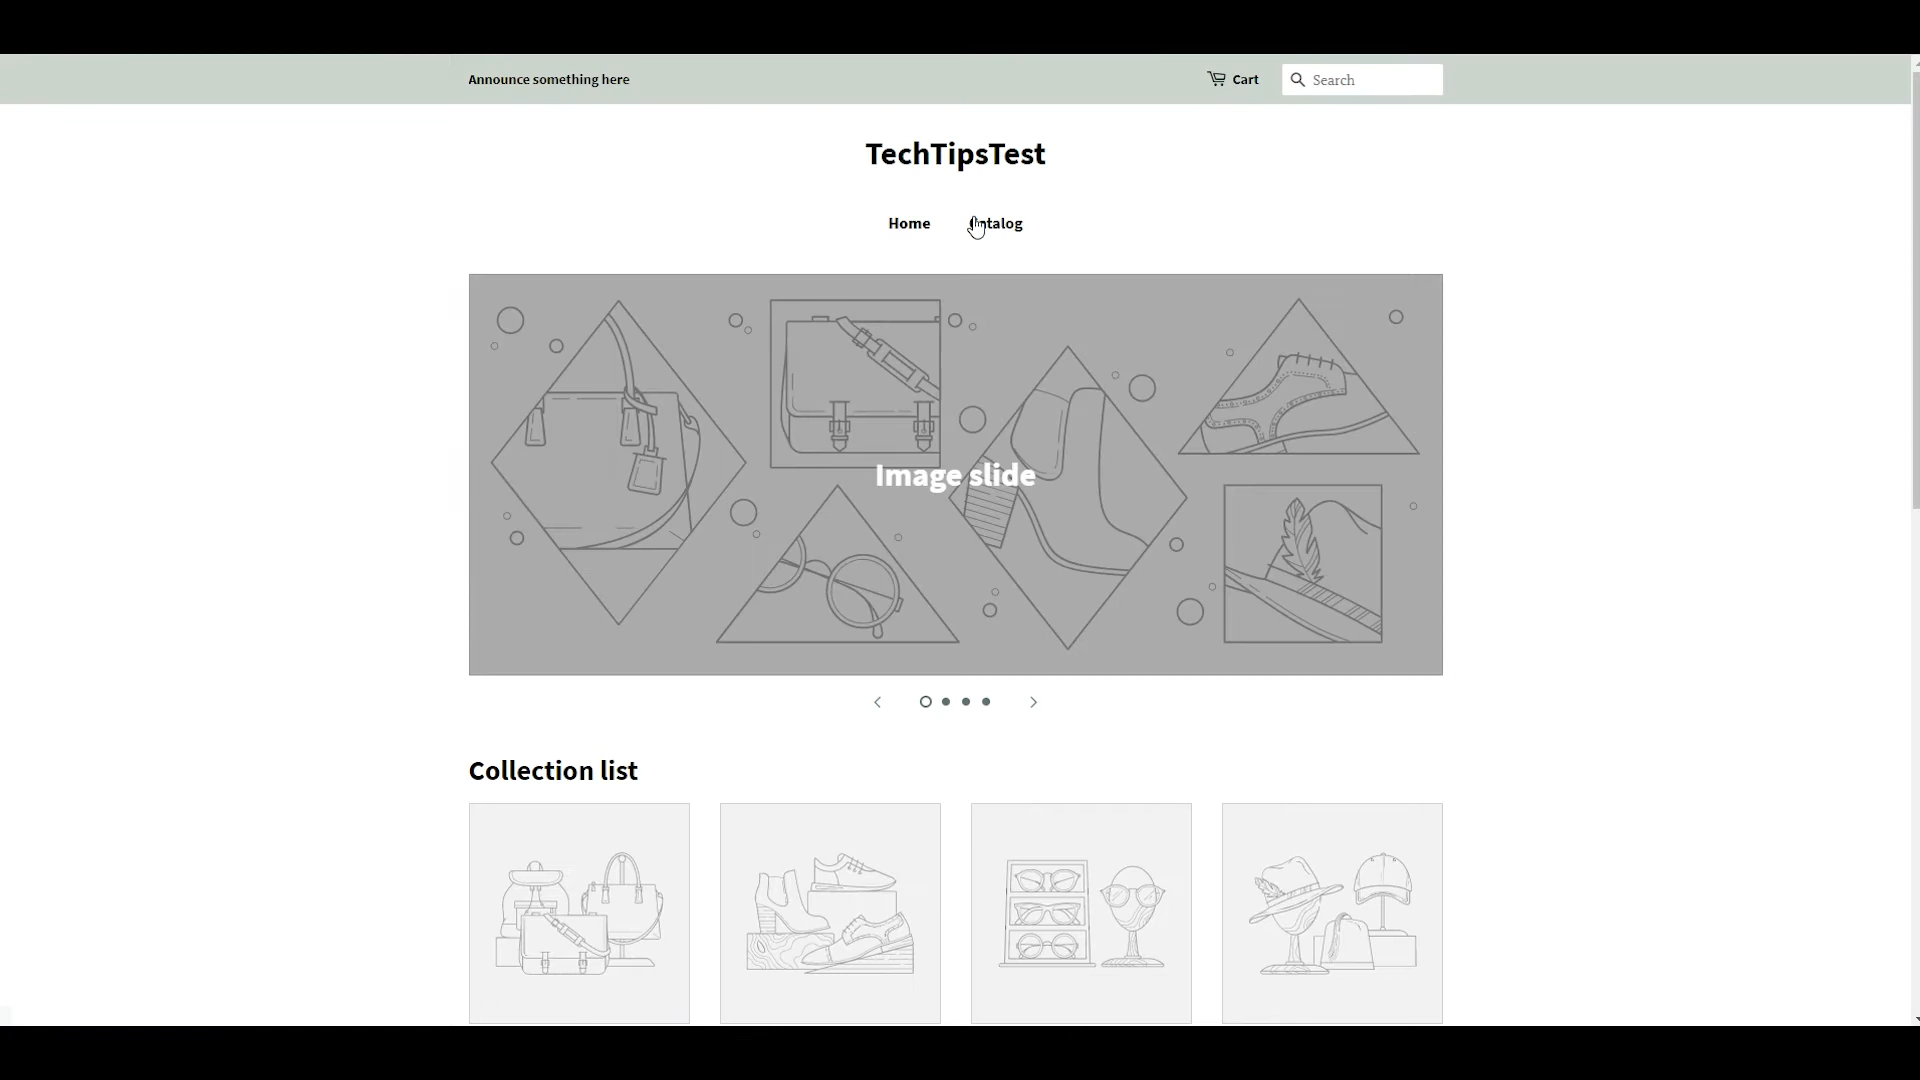 Announce something here
Cart
Search
TechTipsTest
Home
Catalog
Image slide
Collection list